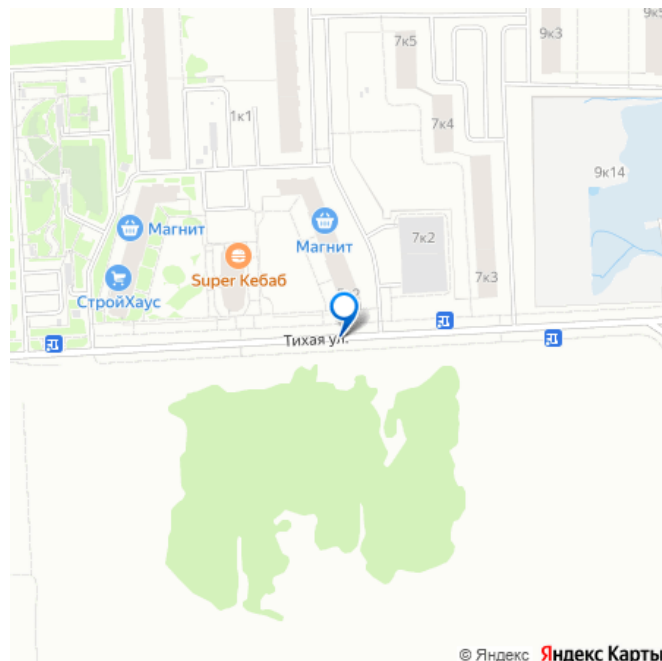 7к5
9к3
1к1
7к4
9к14
Магнит
Магнит
7к2
Super Кебаб
7к3
СтройХаус
Тихая ул.
© Яндекс Яндекс Карты